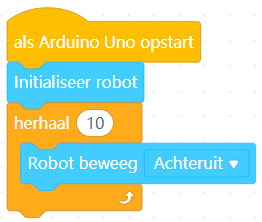 als Arduino Uno opstart
Initialiseer robot
herhaal 10
Robot beweeg Achteruit